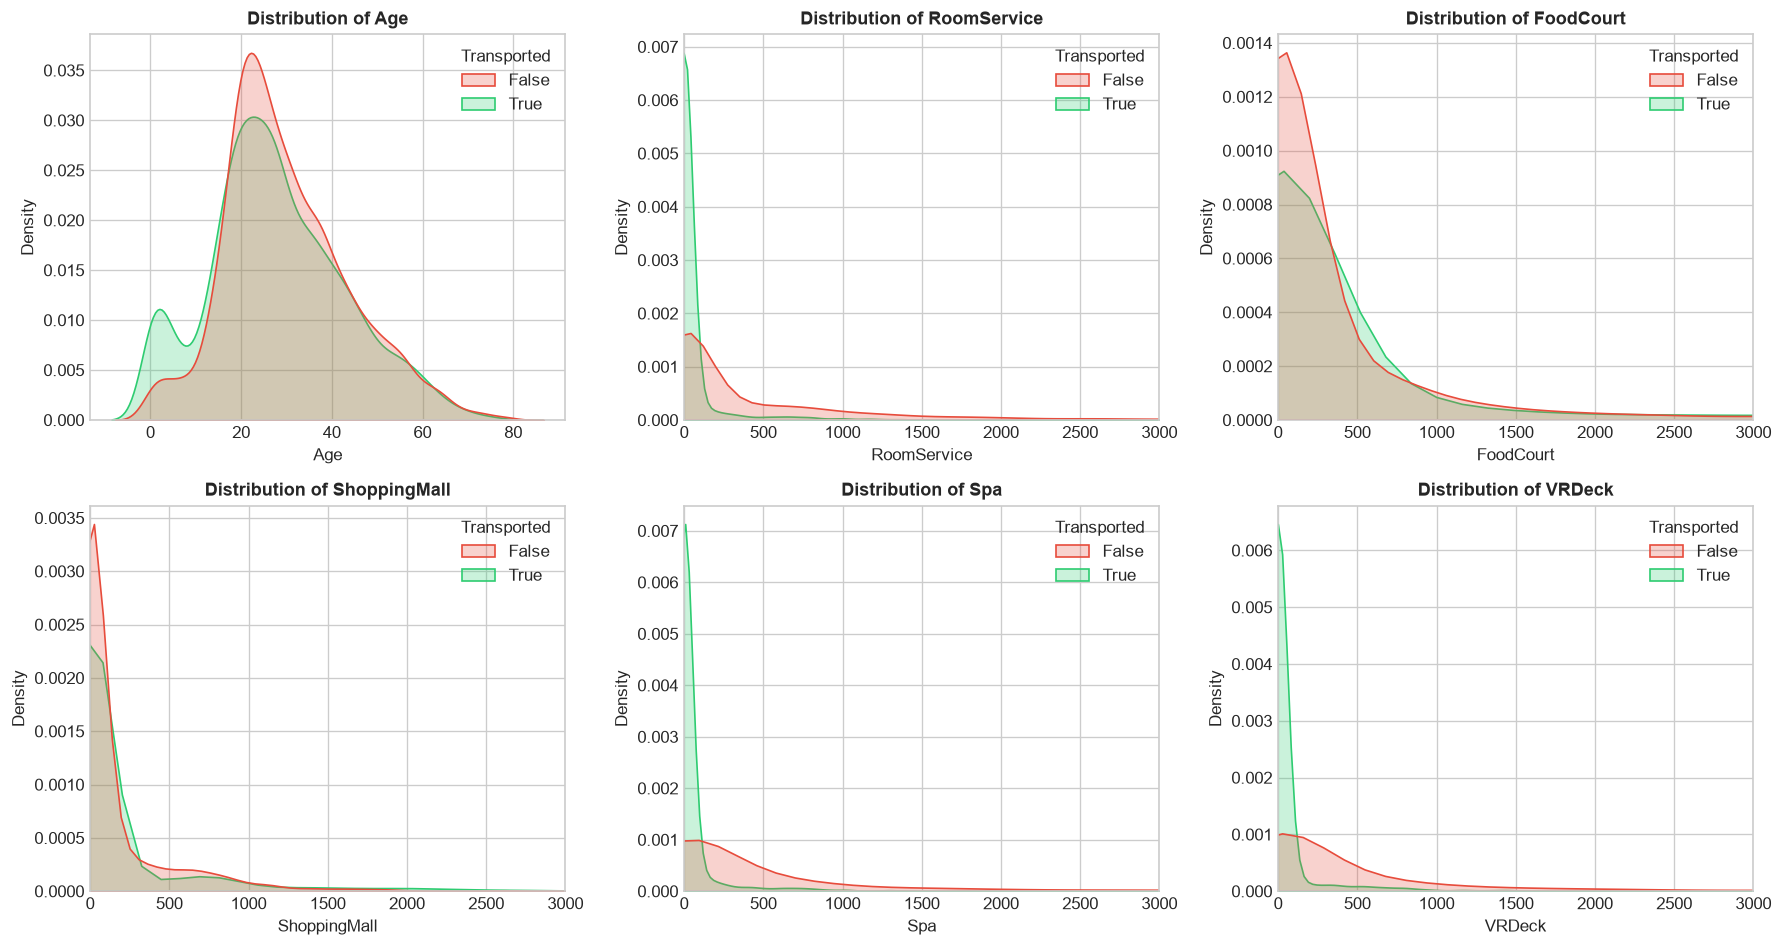 Distribution of Age
Transported
False
True
0.035
0.030
0.025
0.020
0.015
0.010
0.005
0.000
Density
0 20 40 60 80
Age
Distribution of RoomService
Transported
False
True
0.007
0.006
0.005
0.004
0.003
0.002
0.001
0.000
Density
0 500 1000 1500 2000 2500 3000
RoomService
Distribution of FoodCourt
Transported
False
True
0.0014
0.0012
0.0010
0.0008
0.0006
0.0004
0.0002
0.0000
Density
0 500 1000 1500 2000 2500 3000
FoodCourt
Distribution of ShoppingMall
Transported
False
True
0.0035
0.0030
0.0025
0.0020
0.0015
0.0010
0.0005
0.0000
Density
0 500 1000 1500 2000 2500 3000
ShoppingMall
Distribution of Spa
Transported
False
True
0.007
0.006
0.005
0.004
0.003
0.002
0.001
0.000
Density
0 500 1000 1500 2000 2500 3000
Spa
Distribution of VRDeck
Transported
False
True
0.006
0.005
0.004
0.003
0.002
0.001
0.000
Density
0 500 1000 1500 2000 2500 3000
VRDeck